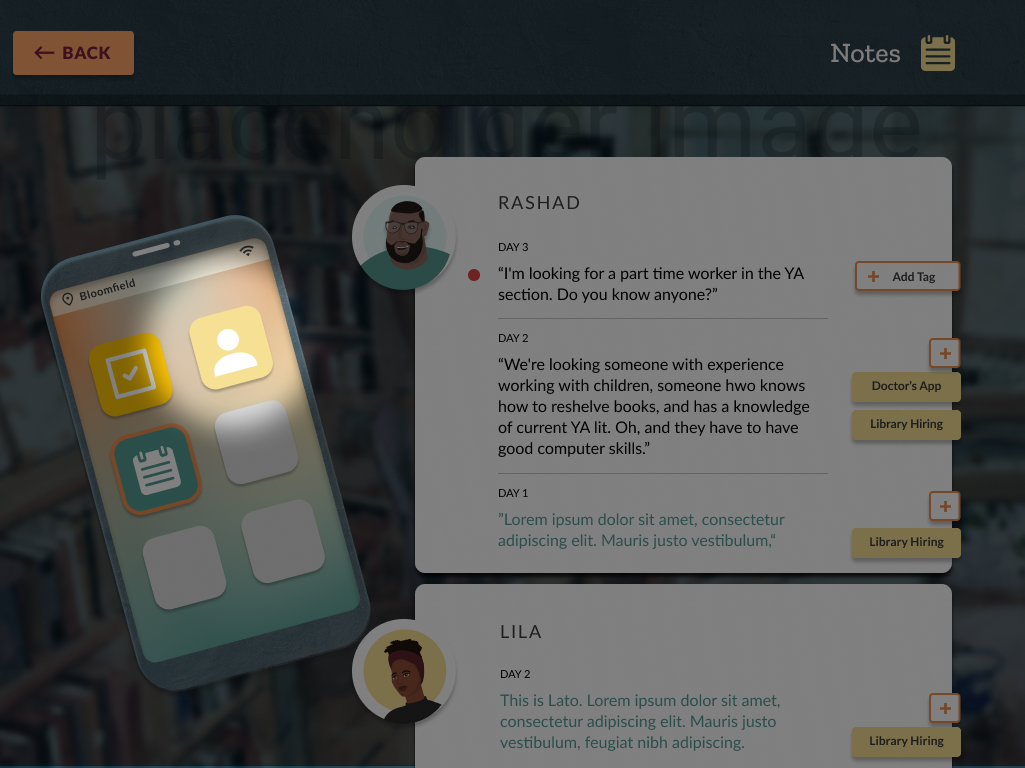 ← BACK
Notes
placeholder image
Bloomfield
RASHAD
DAY 3
“I'm looking for a part time worker in the YA
section. Do you know anyone?”
+ Add Tag
DAY 2
+
“We're looking someone with experience
working with children, someone hwo knows
how to reshelve books, and has a knowledge
of current YA lit. Oh, and they have to have
good computer skills.”
Doctor's App
Library Hiring
DAY 1
+
”Lorem ipsum dolor sit amet, consectetur
adipiscing elit. Mauris justo vestibulum,“
Library Hiring
LILA
DAY 2
This is Lato. Lorem ipsum dolor sit amet,
consectetur adipiscing elit. Mauris justo
vestibulum, feugiat nibh adipiscing.
+
Library Hiring